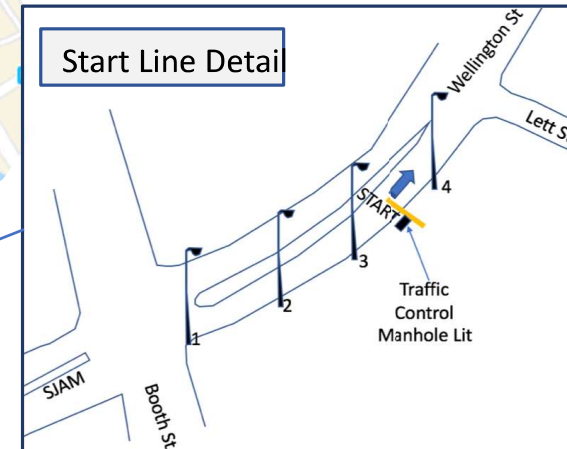 Start Line Detail
Wellington St
Lett S
4
START
3
2
1
Traffic
Control
Manhole Lit
SJAM
Booth St